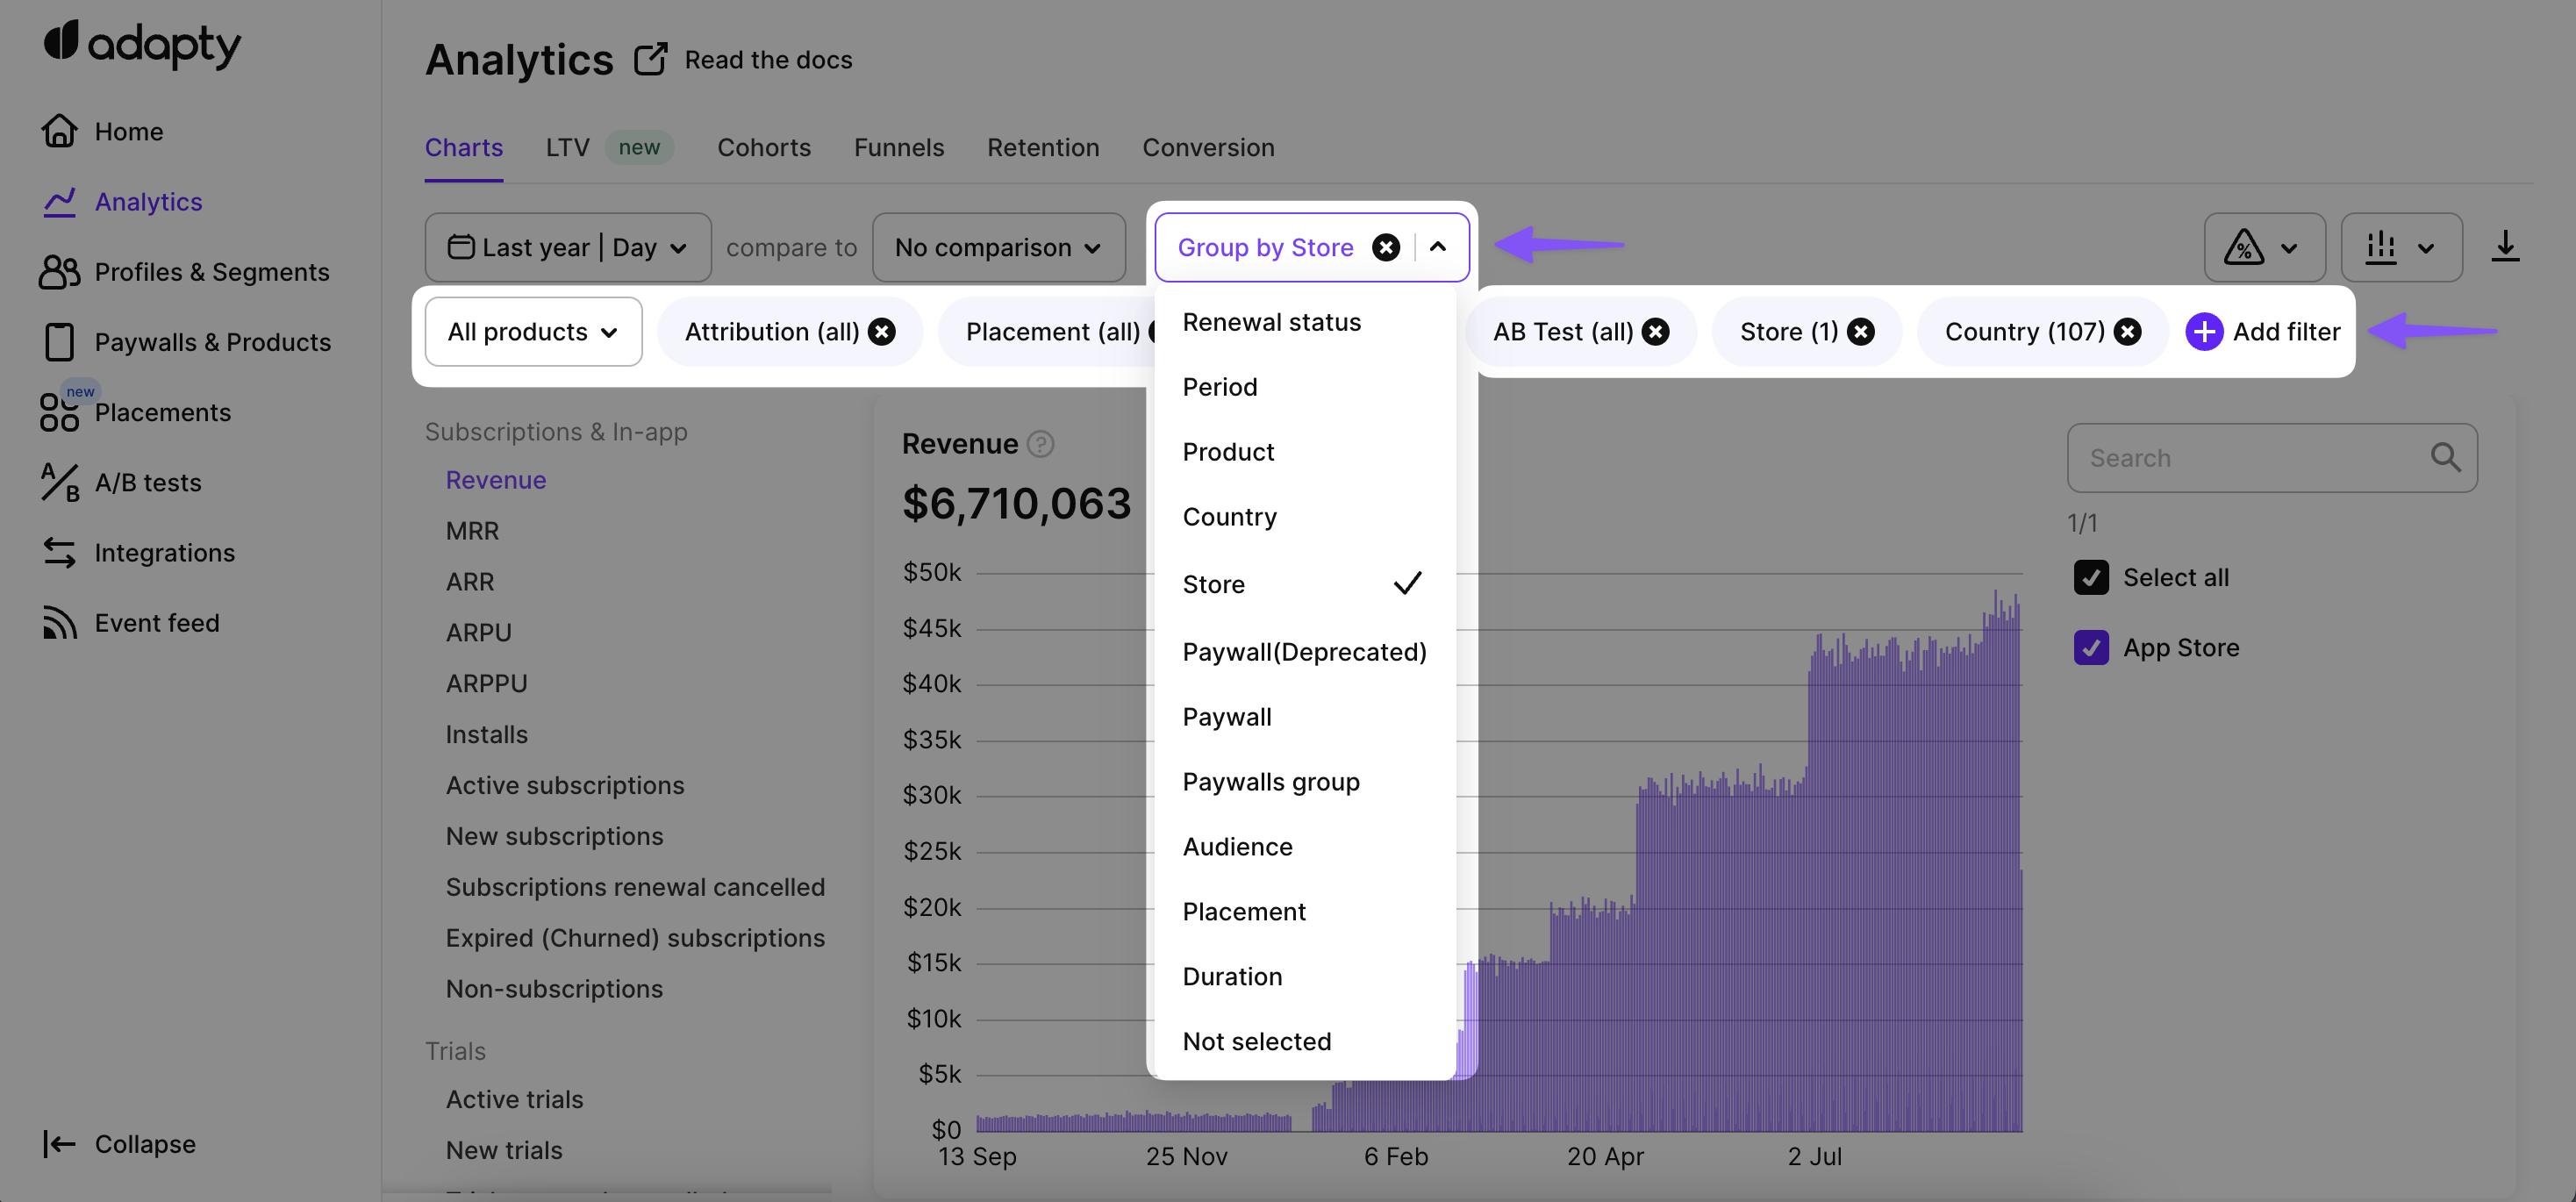 adapty
Home
Analytics
Profiles & Segments
Paywalls & Products
new
Placements
A/B tests
A/B
Integrations
Event feed
Collapse
Analytics Read the docs
Charts LTV new Cohorts Funnels Retention Conversion
Last year | Day compare to No comparison Group by Store
%
All products Attribution (all) Placement (all) AB Test (all) Store (1) Country (107) Add filter
Renewal status
Period
Product
Country
Store
Paywall(Deprecated)
Paywall
Paywalls group
Audience
Placement
Duration
Not selected
Subscriptions & In-app
Revenue
MRR
ARR
ARPU
ARPPU
Installs
Active subscriptions
New subscriptions
Subscriptions renewal cancelled
Expired (Churned) subscriptions
Non-subscriptions
Trials
Active trials
New trials
Revenue ?
$6,710,063
$50k
$45k
$40k
$35k
$30k
$25k
$20k
$15k
$10k
$5k
$0
13 Sep 25 Nov 6 Feb 20 Apr 2 Jul
Search
1/1
Select all
App Store